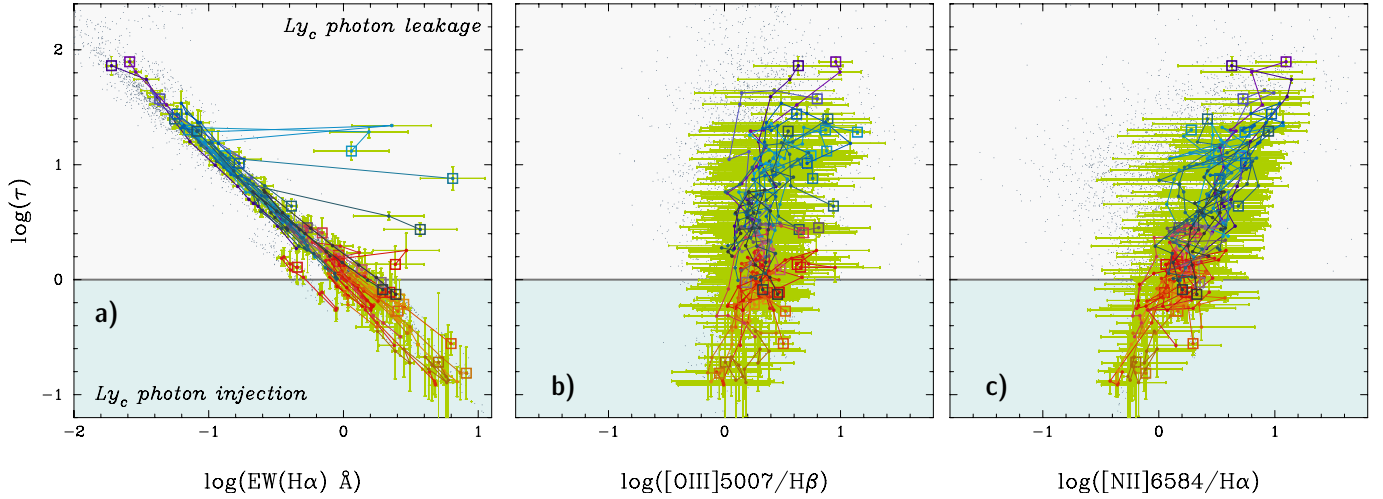 Ly_c photon leakage
2
1
0
−1
log(τ)
a)
b)
c)
Ly_c photon injection
−2 −1 0 1
−1 0 1
−1 0 1
log(EW(Hα) Å)
log([OIII]5007/Hβ)
log([NII]6584/Hα)